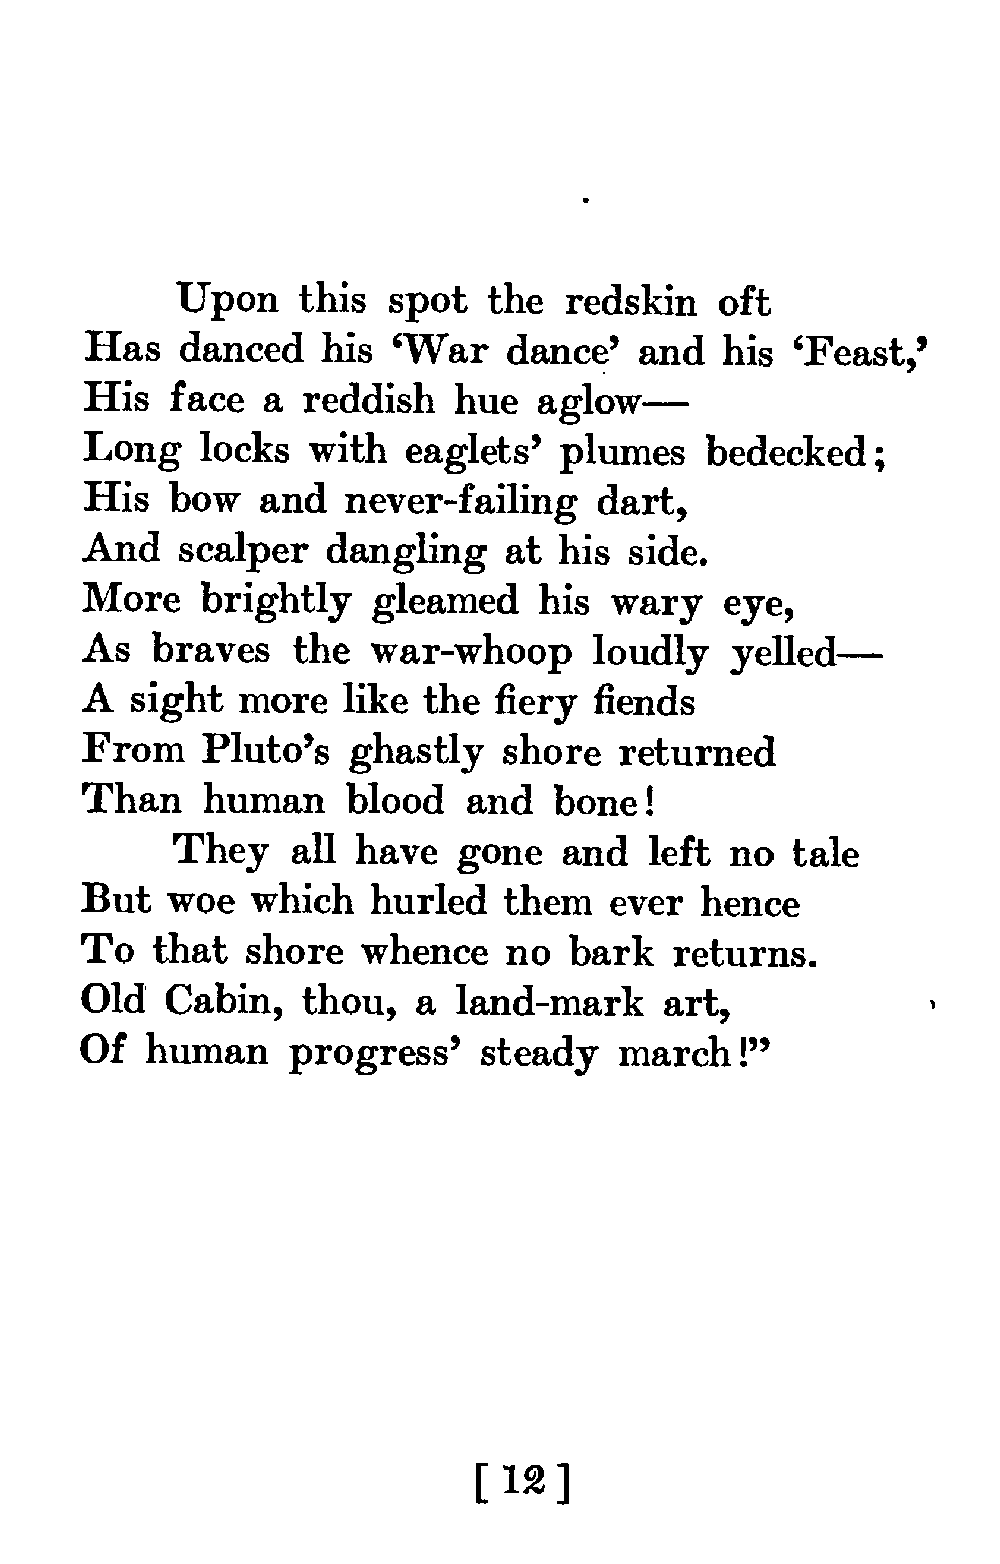 Upon this spot the redskin oft
Has danced his ‘War dance’ and his ‘Feast,’
His face a reddish hue aglow—
Long locks with eaglets’ plumes bedecked;
His bow and never-failing dart,
And scalper dangling at his side.
More brightly gleamed his wary eye,
As braves the war-whoop loudly yelled—
A sight more like the fiery fiends
From Pluto’s ghastly shore returned
Than human blood and bone!
They all have gone and left no tale
But woe which hurled them ever hence
To that shore whence no bark returns.
Old Cabin, thou, a land-mark art,
Of human progress’ steady march!”
[ 12 ]